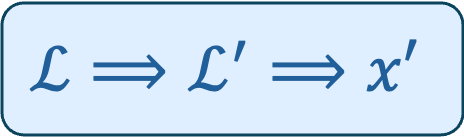 ℒ ⟹ ℒ′ ⟹ x′